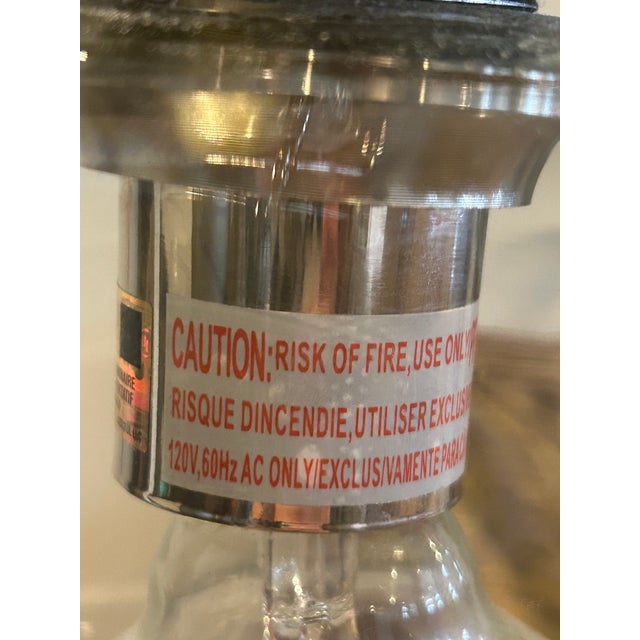 CAUTION: RISK OF FIRE, USE ONLY
RISQUE DINCENDIE, UTILISER
120V, 60Hz AC ONLY/EXCLUS/VAMENTE